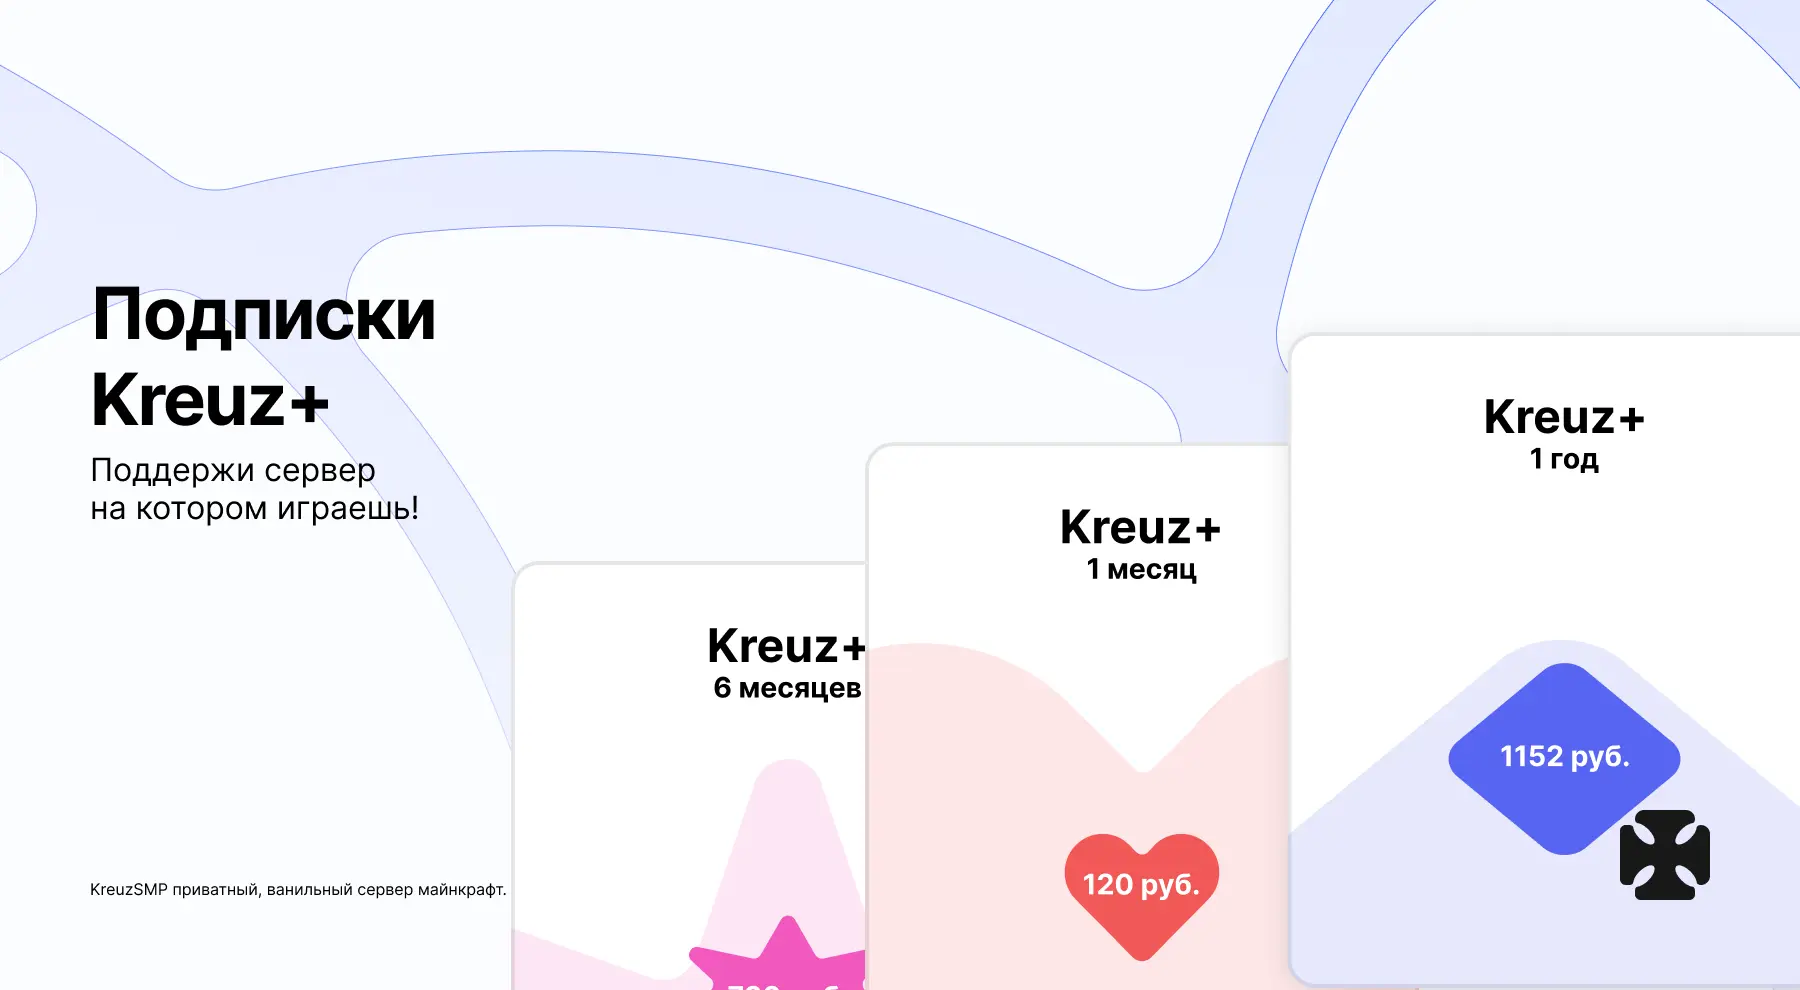 Подписки
Kreuz+
Поддержи сервер
на котором играешь!
Kreuz+
6 месяцев
Kreuz+
1 месяц
120 руб.
Kreuz+
1 год
1152 руб.
KreuzSMP приватный, ванильный сервер майнкрафт.